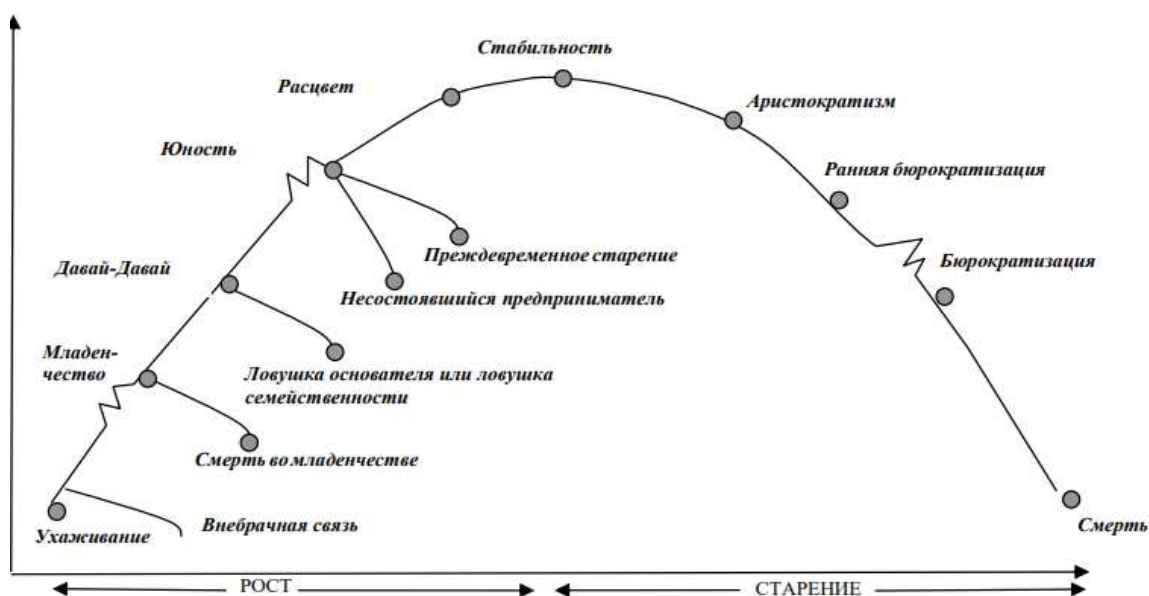 Стабильность
Расцвет
Аристократизм
Юность
Ранняя бюрократизация
Преждевременное старение
Бюрократизация
Давай-Давай
Несостоявшийся предприниматель
Младен-
чество
Ловушка основателя или ловушка
семейственности
Смерть во младенчестве
Внебрачная связь
Смерть
Ухаживание
РОСТ
СТАРЕНИЕ